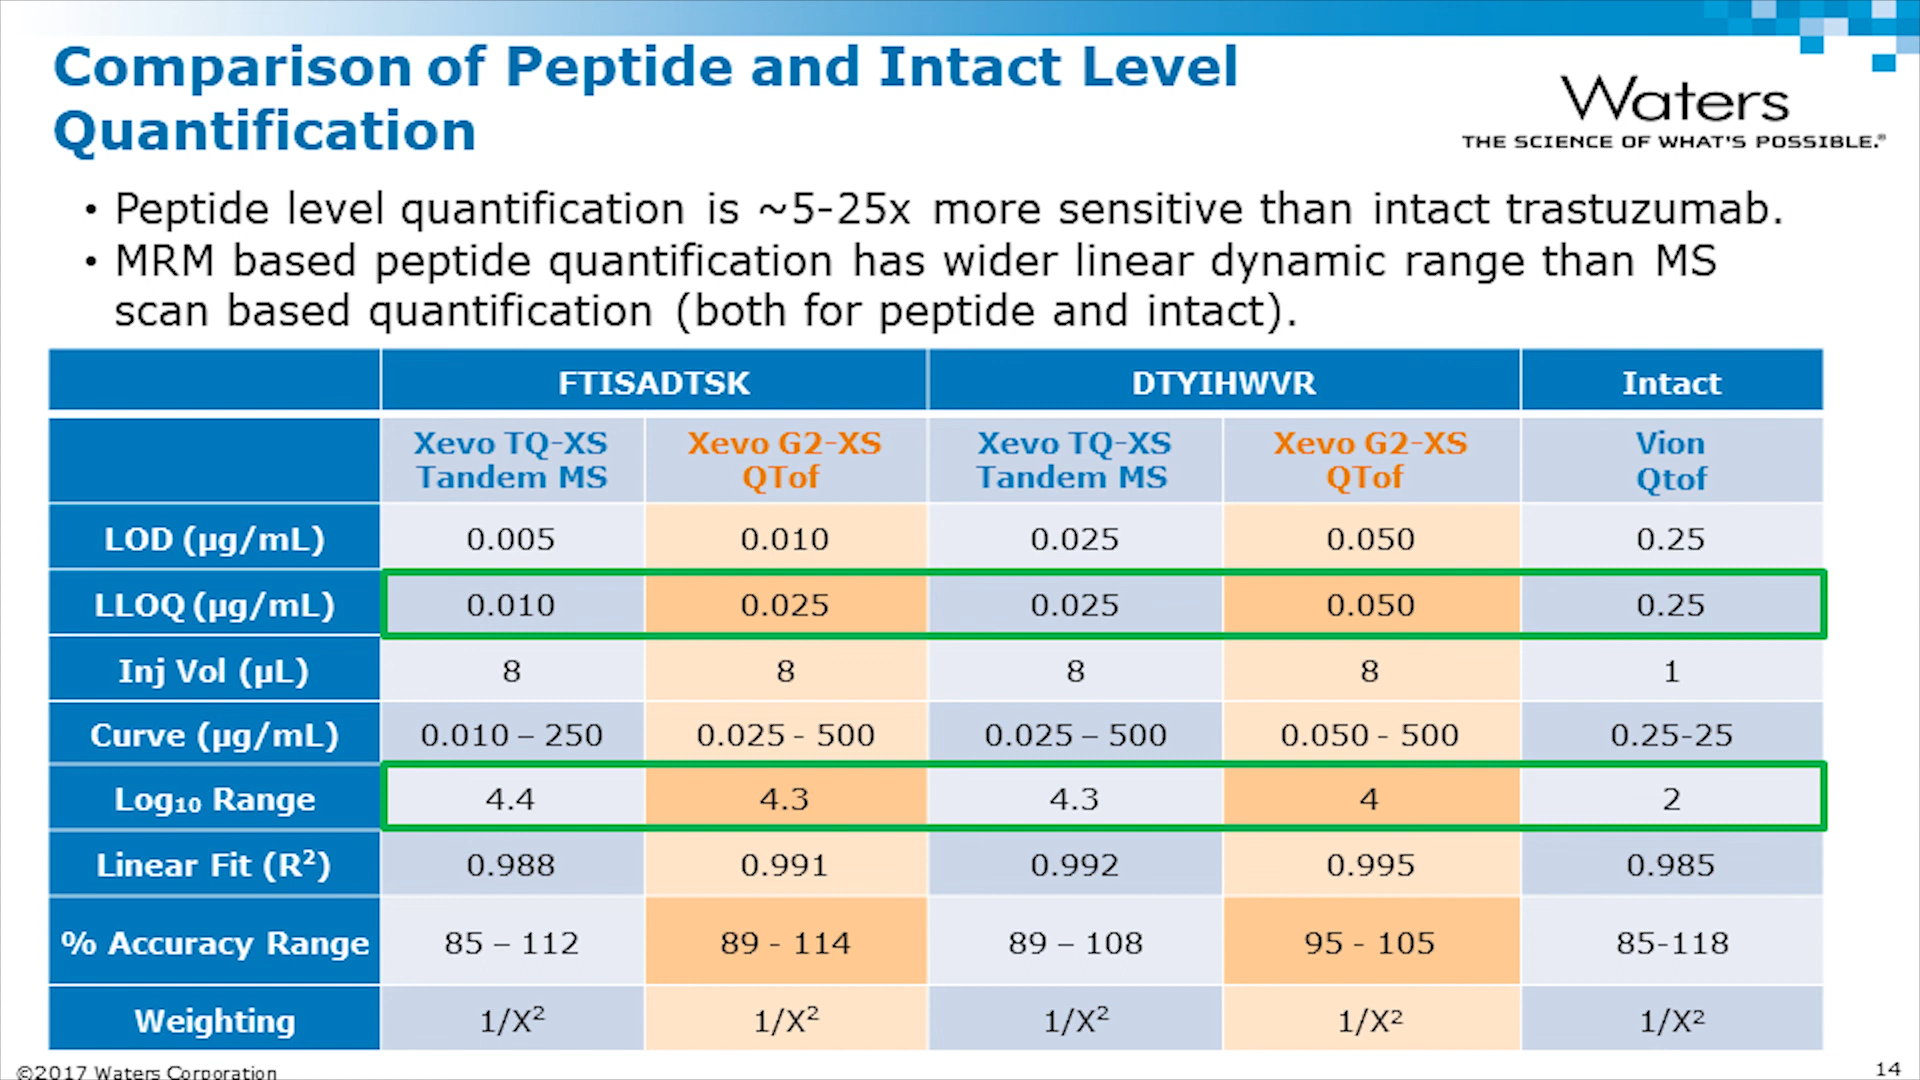 Comparison of Peptide and Intact Level
Quantification
Waters
THE SCIENCE OF WHAT'S POSSIBLE.®
• Peptide level quantification is ~5-25x more sensitive than intact trastuzumab.
• MRM based peptide quantification has wider linear dynamic range than MS
scan based quantification (both for peptide and intact).
FTISADTSK DTYIHWVR Intact
Xevo TQ-XS Tandem MS Xevo G2-XS QTof Xevo TQ-XS Tandem MS Xevo G2-XS QTof Vion Qtof
LOD (µg/mL) 0.005 0.010 0.025 0.050 0.25
LLOQ (µg/mL) 0.010 0.025 0.025 0.050 0.25
Inj Vol (µL) 8 8 8 8 1
Curve (µg/mL) 0.010 – 250 0.025 - 500 0.025 – 500 0.050 - 500 0.25-25
Log₁₀ Range 4.4 4.3 4.3 4 2
Linear Fit (R²) 0.988 0.991 0.992 0.995 0.985
% Accuracy Range 85 – 112 89 - 114 89 – 108 95 - 105 85-118
Weighting 1/X² 1/X² 1/X² 1/X² 1/X²
©2017 Waters Corporation 14